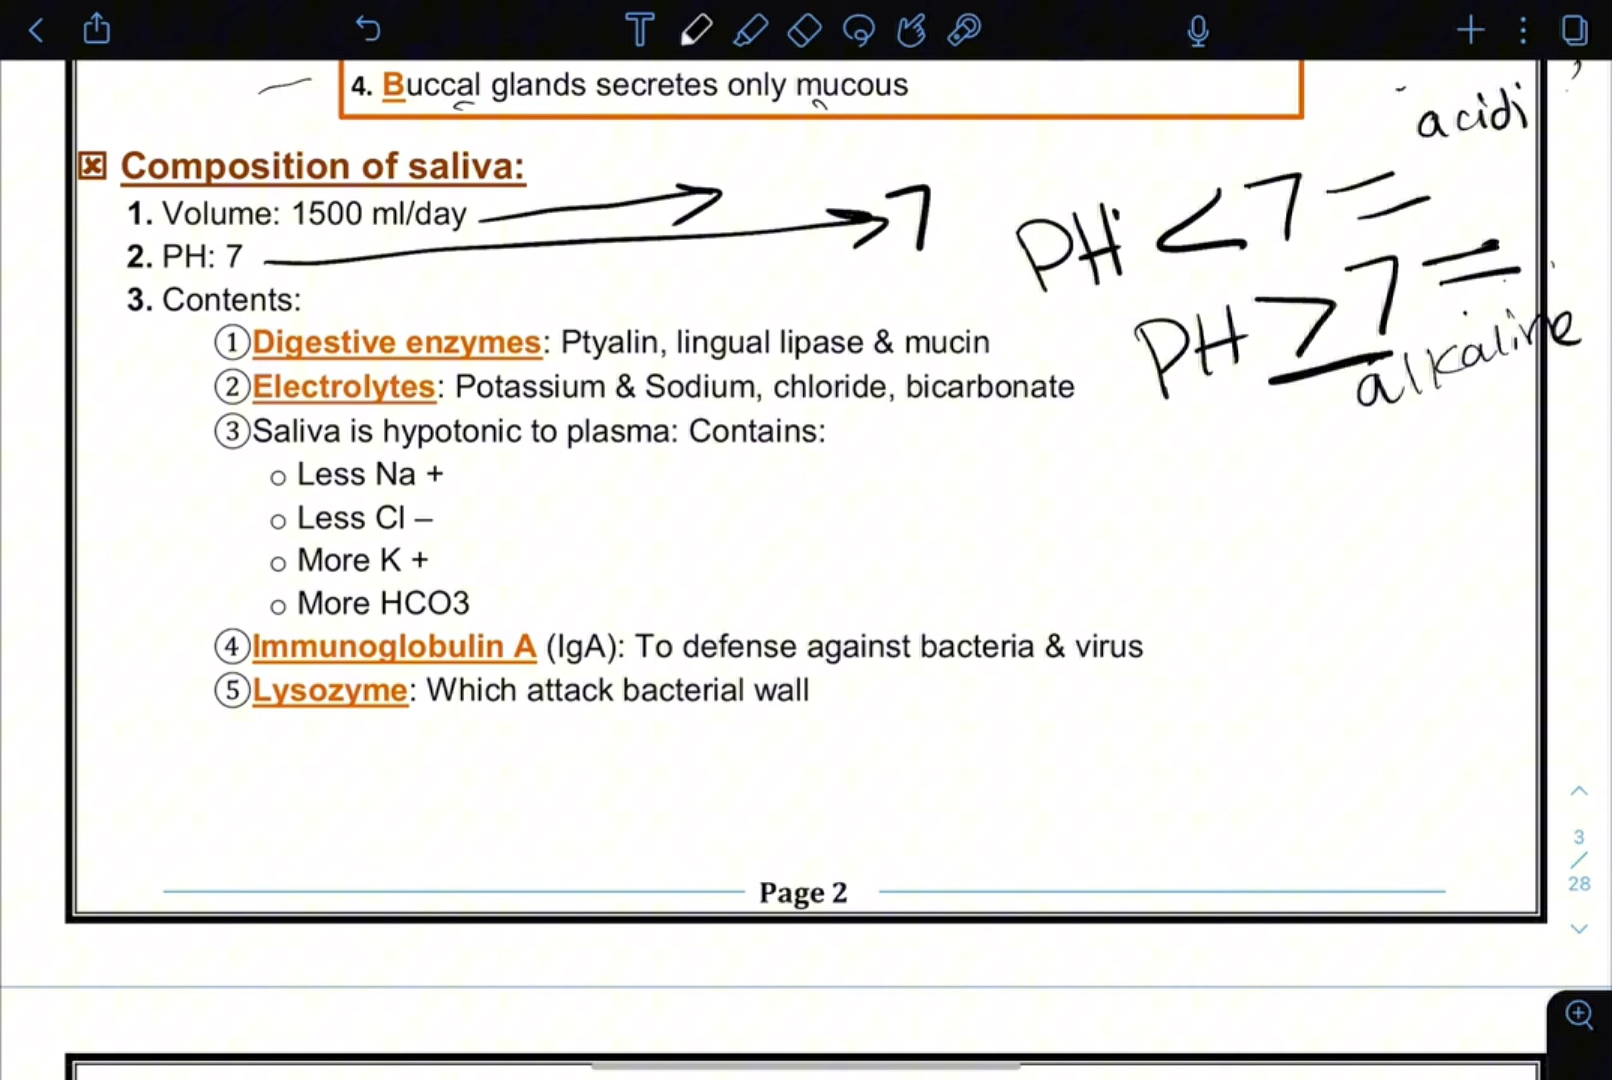 4. Buccal glands secretes only mucous
acidi
Composition of saliva:
1. Volume: 1500 ml/day
7
PH < 7 =
2. PH: 7
PH > 7 =
alkaline
3. Contents:
① Digestive enzymes: Ptyalin, lingual lipase & mucin
② Electrolytes: Potassium & Sodium, chloride, bicarbonate
③ Saliva is hypotonic to plasma: Contains:
o Less Na +
o Less Cl –
o More K +
o More HCO3
④ Immunoglobulin A (IgA): To defense against bacteria & virus
⑤ Lysozyme: Which attack bacterial wall
Page 2
3
/
28